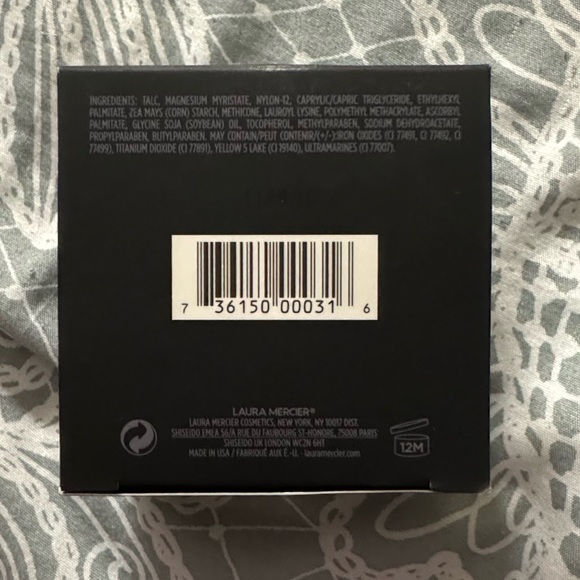 INGREDIENTS: TALC, MAGNESIUM MYRISTATE, NYLON-12, CAPRYLIC/CAPRIC TRIGLYCERIDE, ETHYLHEXYL
PALMITATE, ZEA MAYS (CORN) STARCH, METHICONE, LAUROYL LYSINE, POLYMETHYL METHACRYLATE, ASCORBYL
PALMITATE, GLYCINE SOJA (SOYBEAN) OIL, TOCOPHEROL, METHYLPARABEN, SODIUM DEHYDROACETATE,
PROPYLPARABEN, BUTYLPARABEN. MAY CONTAIN/PEUT CONTENIR/(+/-):IRON OXIDES (CI 77491, CI 77492, CI
77499), TITANIUM DIOXIDE (CI 77891), YELLOW 5 LAKE (CI 19140), ULTRAMARINES (CI 77007).
7 36150 00031 6
LAURA MERCIER®
LAURA MERCIER COSMETICS, NEW YORK, NY 10017 DIST.
SHISEIDO EMEA 56/A RUE DU FAUBOURG ST-HONORE, 75008 PARIS
SHISEIDO UK LONDON WC2N 6HT
MADE IN USA / FABRIQUÉ AUX É.-U. - lauramercier.com
12M